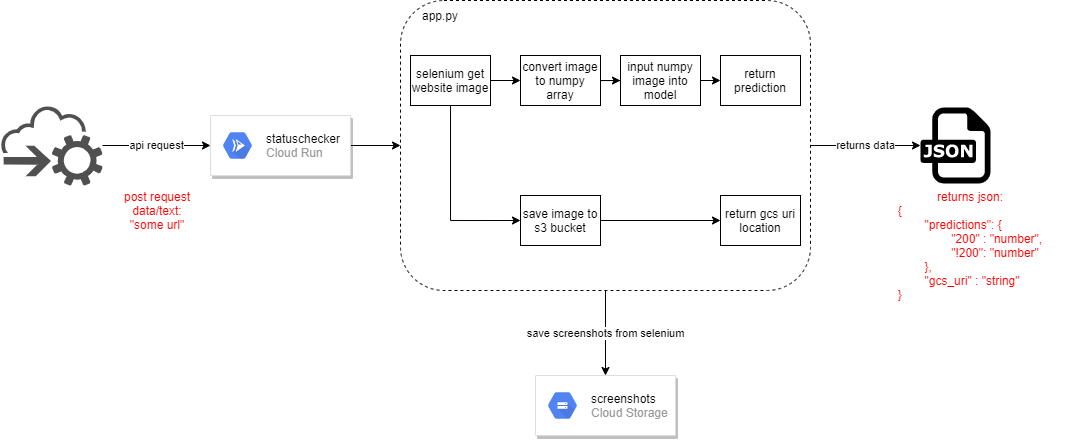 app.py
selenium get
website image
convert image
to numpy
array
input numpy
image into
model
return
prediction
api request
statuschecker
Cloud Run
returns data
JSON
post request
data/text:
"some url"
save image to
s3 bucket
return gcs uri
location
returns json:
{
"predictions": {
"200" : "number",
"!200": "number"
},
"gcs_uri" : "string"
}
save screenshots from selenium
screenshots
Cloud Storage